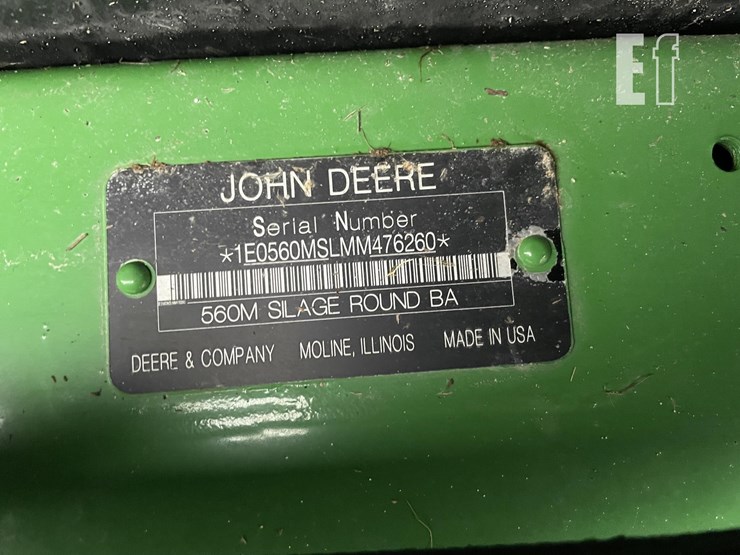 Ef
JOHN DEERE
Serial Number
*1E0560MSLMM476260*
560M SILAGE ROUND BA
DEERE & COMPANY MOLINE, ILLINOIS MADE IN USA